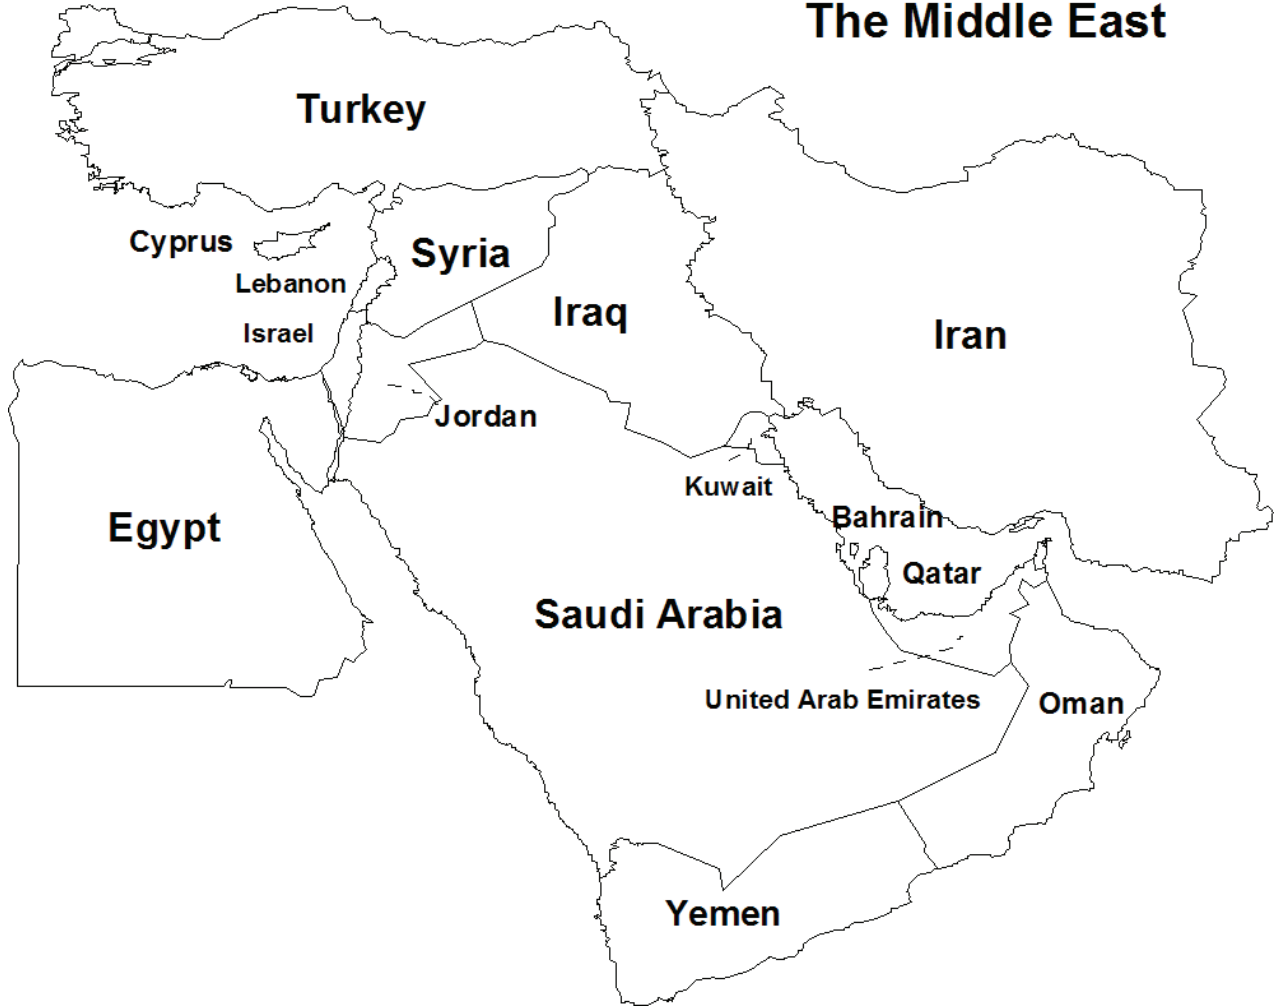 The Middle East
Turkey
Cyprus
Syria
Lebanon
Iraq
Israel
Iran
Jordan
Kuwait
Bahrain
Egypt
Qatar
Saudi Arabia
United Arab Emirates
Oman
Yemen